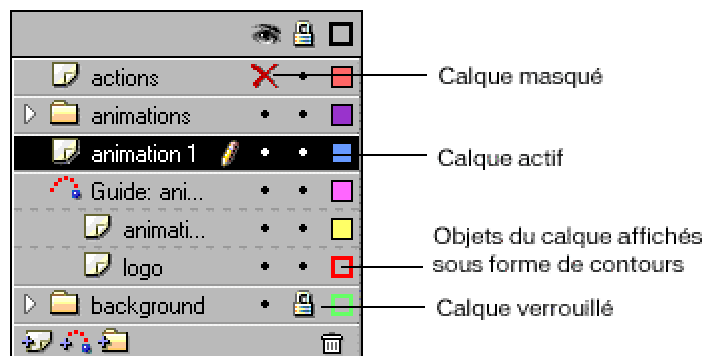 actions
Calque masqué
animations
animation 1
Calque actif
Guide: ani...
animati...
Objets du calque affichés
sous forme de contours
logo
background
Calque verrouillé